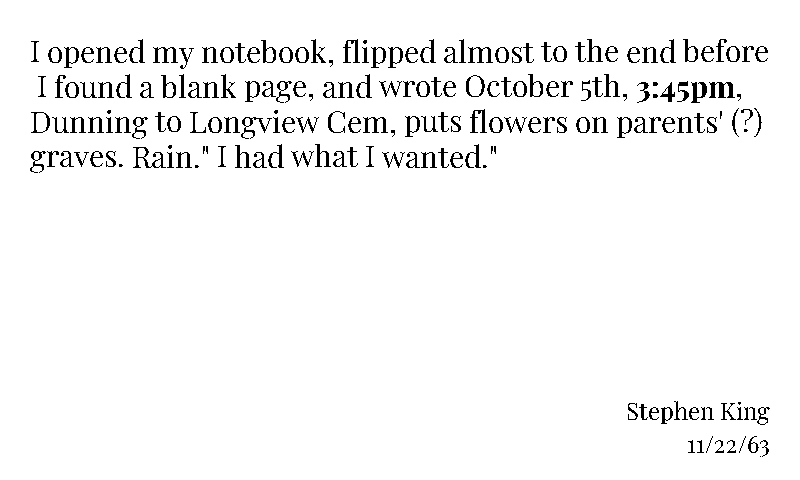 I opened my notebook, flipped almost to the end before
I found a blank page, and wrote October 5th, 3:45pm,
Dunning to Longview Cem, puts flowers on parents' (?)
graves. Rain." I had what I wanted."
Stephen King
11/22/63